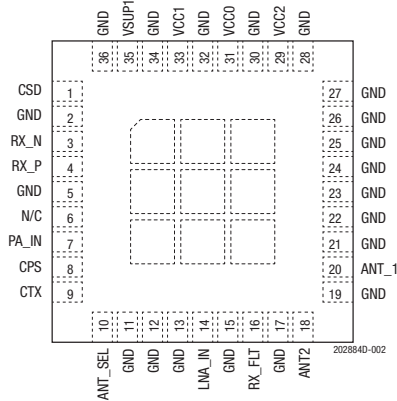 GND
VSUP1
GND
VCC1
GND
VCC0
GND
VCC2
GND
36
35
34
33
32
31
30
29
28
CSD 1
GND 2
RX_N 3
RX_P 4
GND 5
N/C 6
PA_IN 7
CPS 8
CTX 9
27 GND
26 GND
25 GND
24 GND
23 GND
22 GND
21 GND
20 ANT_1
19 GND
10
11
12
13
14
15
16
17
18
ANT_SEL
GND
GND
GND
LNA_IN
GND
RX_FLT
GND
ANT2
202884D-002